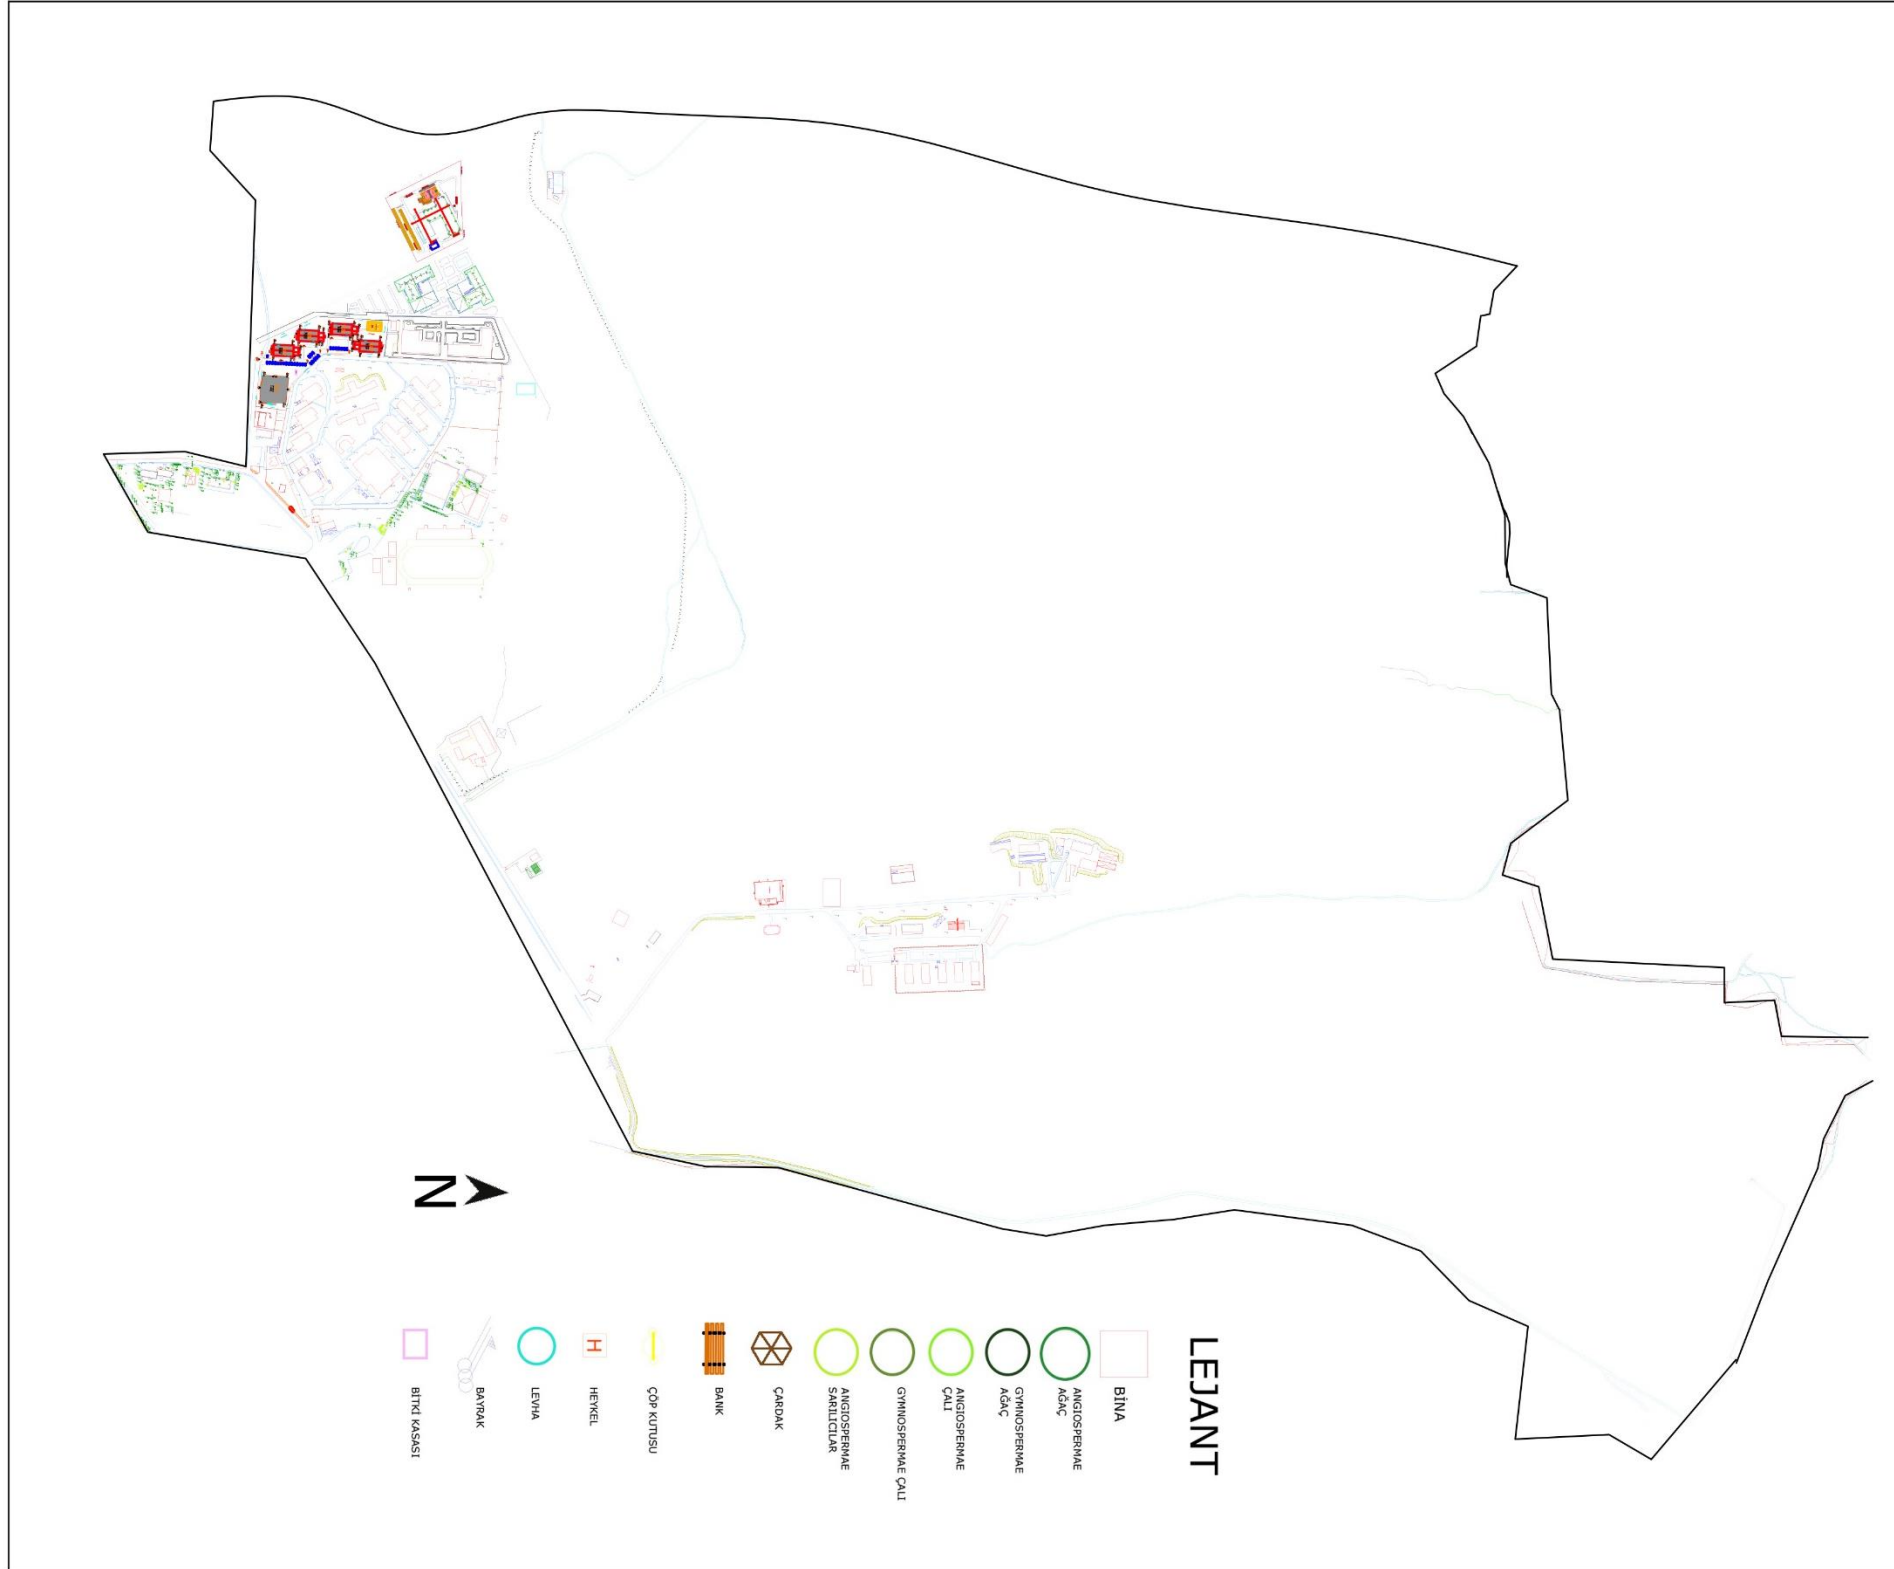 LEJANT
BİNA
ANGIOSPERMAE
AĞAÇ
GYMNOSPERMAE
AĞAÇ
ANGIOSPERMAE
ÇALI
GYMNOSPERMAE ÇALI
ANGIOSPERMAE
SARILICILAR
ÇARDAK
BANK
ÇÖP KUTUSU
H
HEYKEL
LEVHA
BAYRAK
BİTKİ KASASI
N